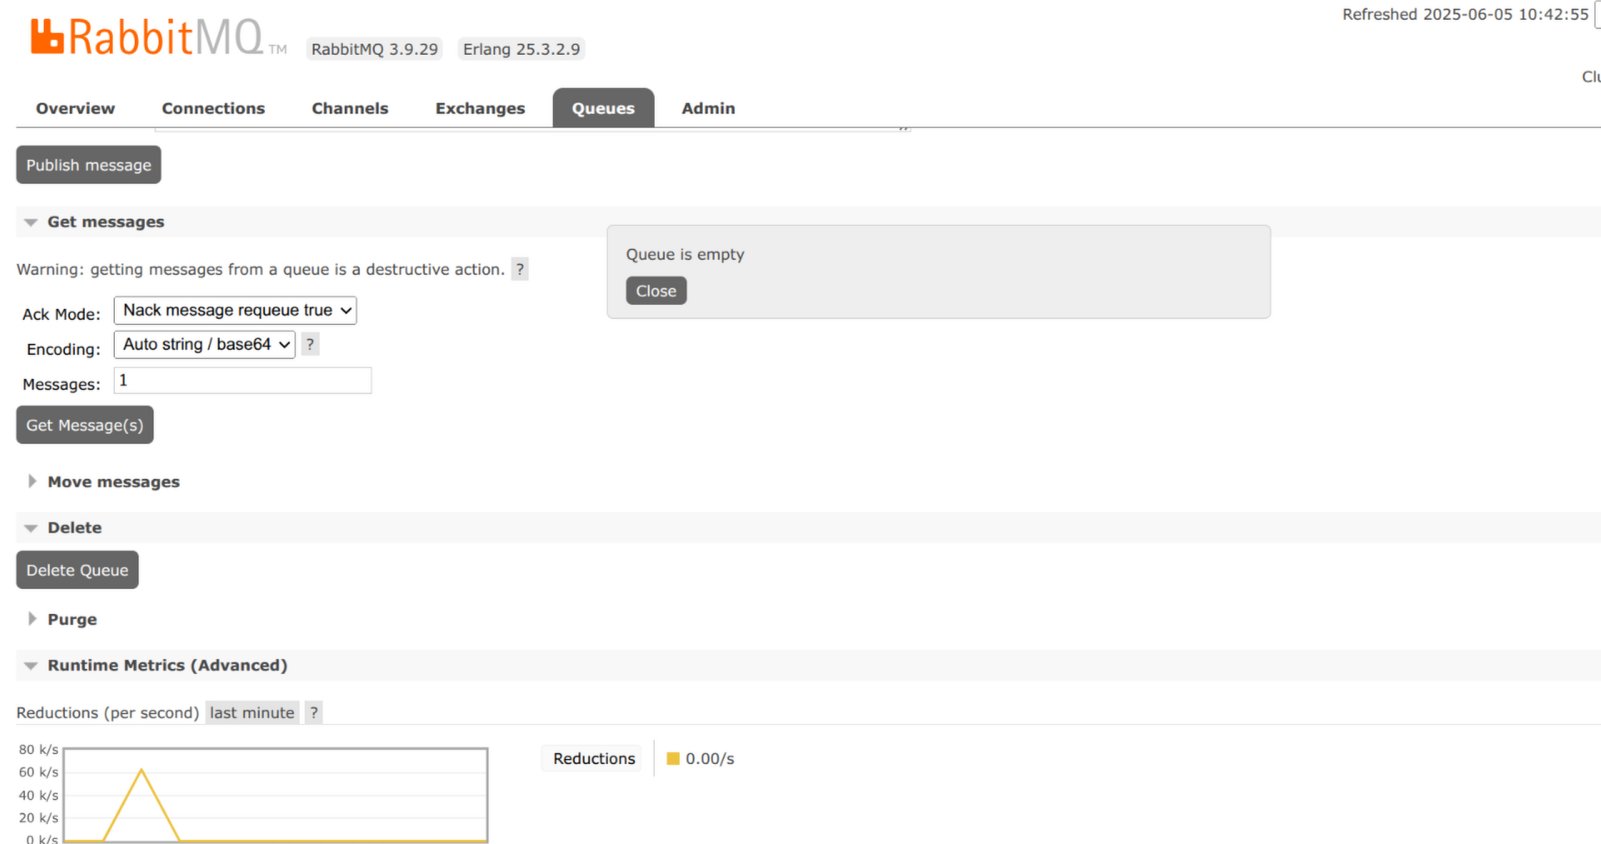 Refreshed 2025-06-05 10:42:55
RabbitMQ TM RabbitMQ 3.9.29 Erlang 25.3.2.9
Overview Connections Channels Exchanges Queues Admin
Publish message
Get messages
Queue is empty
Close
Warning: getting messages from a queue is a destructive action. ?
Ack Mode: Nack message requeue true
Encoding: Auto string / base64 ?
Messages: 1
Get Message(s)
Move messages
Delete
Delete Queue
Purge
Runtime Metrics (Advanced)
Reductions (per second) last minute ?
80 k/s
60 k/s
40 k/s
20 k/s
0 k/s
Reductions 0.00/s